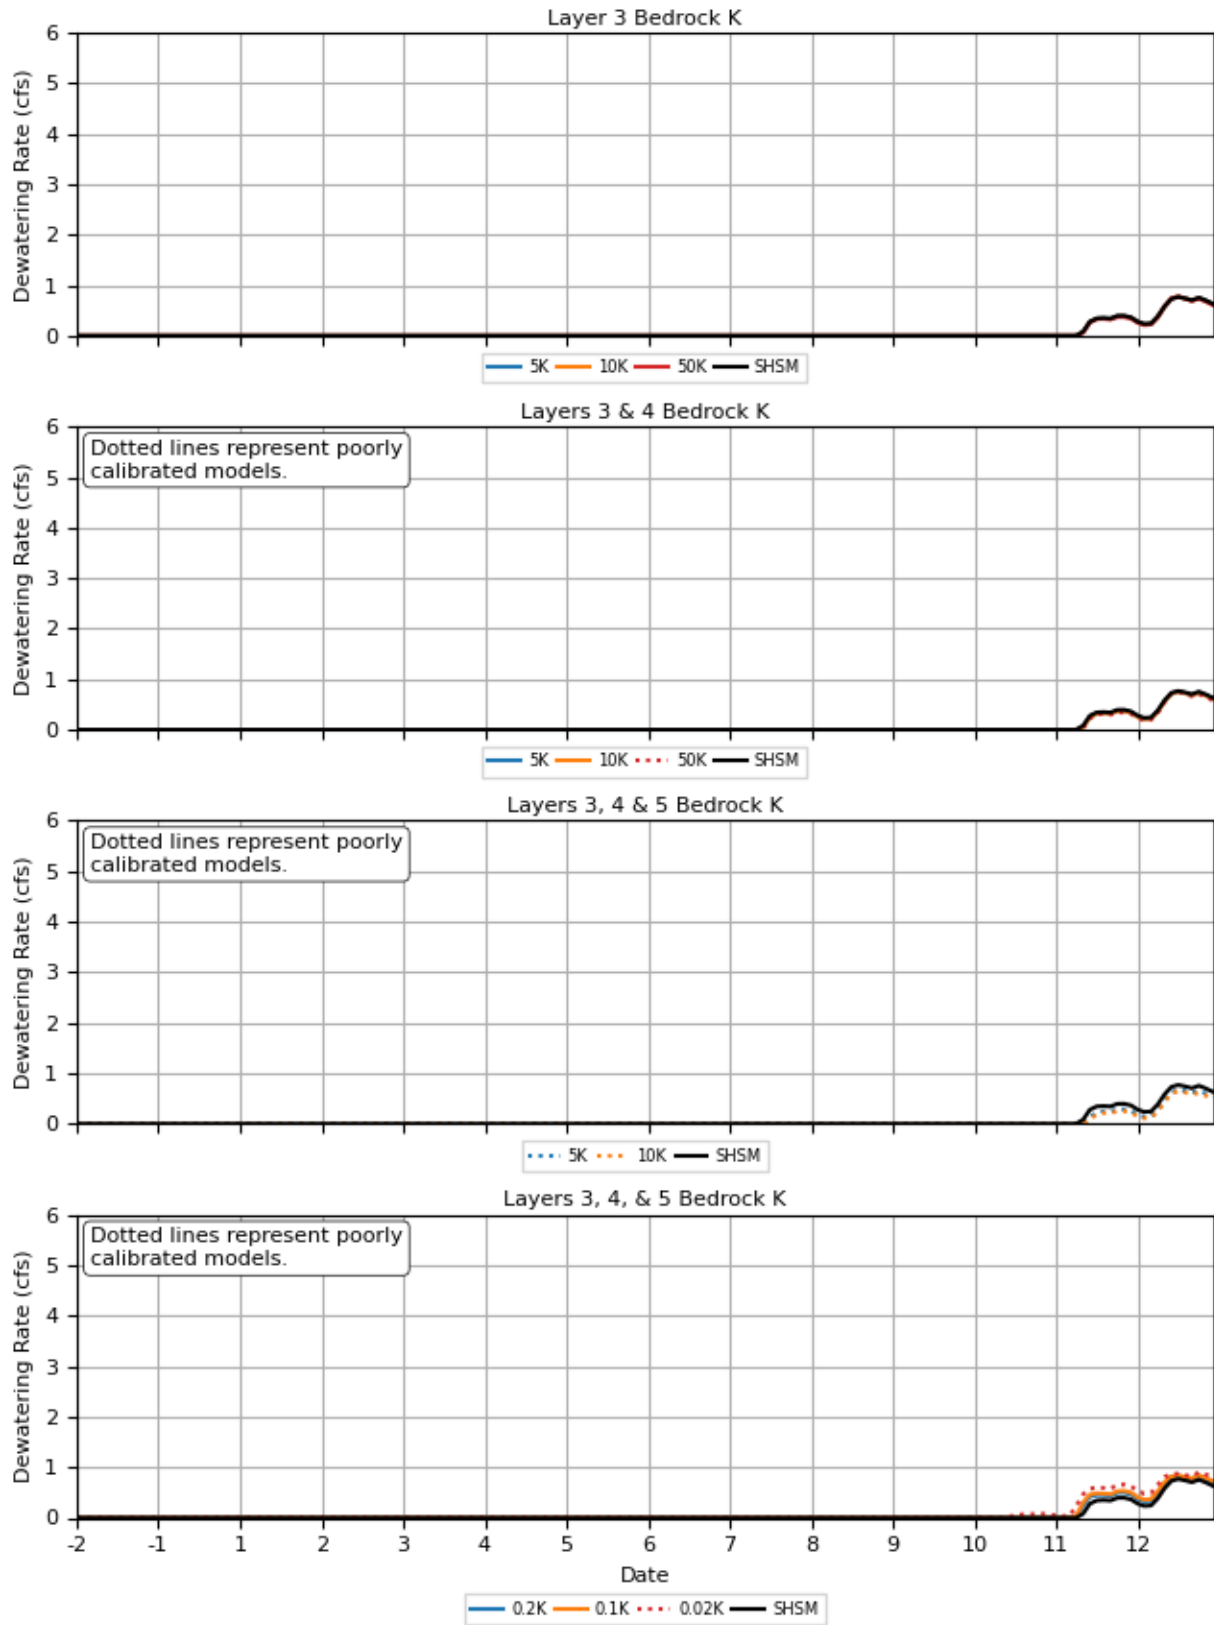 Layer 3 Bedrock K
6
5
4
3
2
1
0
Dewatering Rate (cfs)
5K 10K 50K SHSM
Layers 3 & 4 Bedrock K
6
5
4
3
2
1
0
Dewatering Rate (cfs)
Dotted lines represent poorly
calibrated models.
5K 10K 50K SHSM
Layers 3, 4 & 5 Bedrock K
6
5
4
3
2
1
0
Dewatering Rate (cfs)
Dotted lines represent poorly
calibrated models.
5K 10K SHSM
Layers 3, 4, & 5 Bedrock K
6
5
4
3
2
1
0
Dewatering Rate (cfs)
Dotted lines represent poorly
calibrated models.
-2 -1 1 2 3 4 5 6 7 8 9 10 11 12
Date
0.2K 0.1K 0.02K SHSM